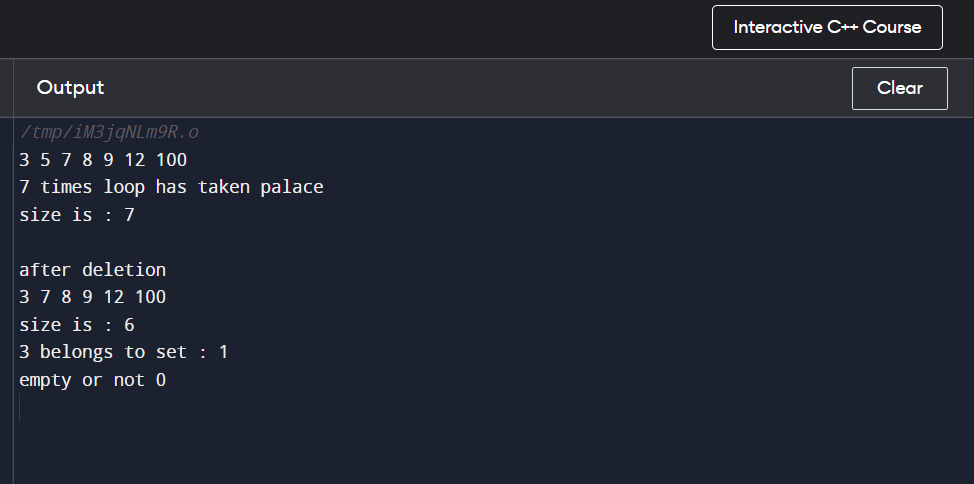 Interactive C++ Course
Output
Clear
/tmp/iM3jqNLm9R.o
3 5 7 8 9 12 100
7 times loop has taken palace
size is : 7
after deletion
3 7 8 9 12 100
size is : 6
3 belongs to set : 1
empty or not 0